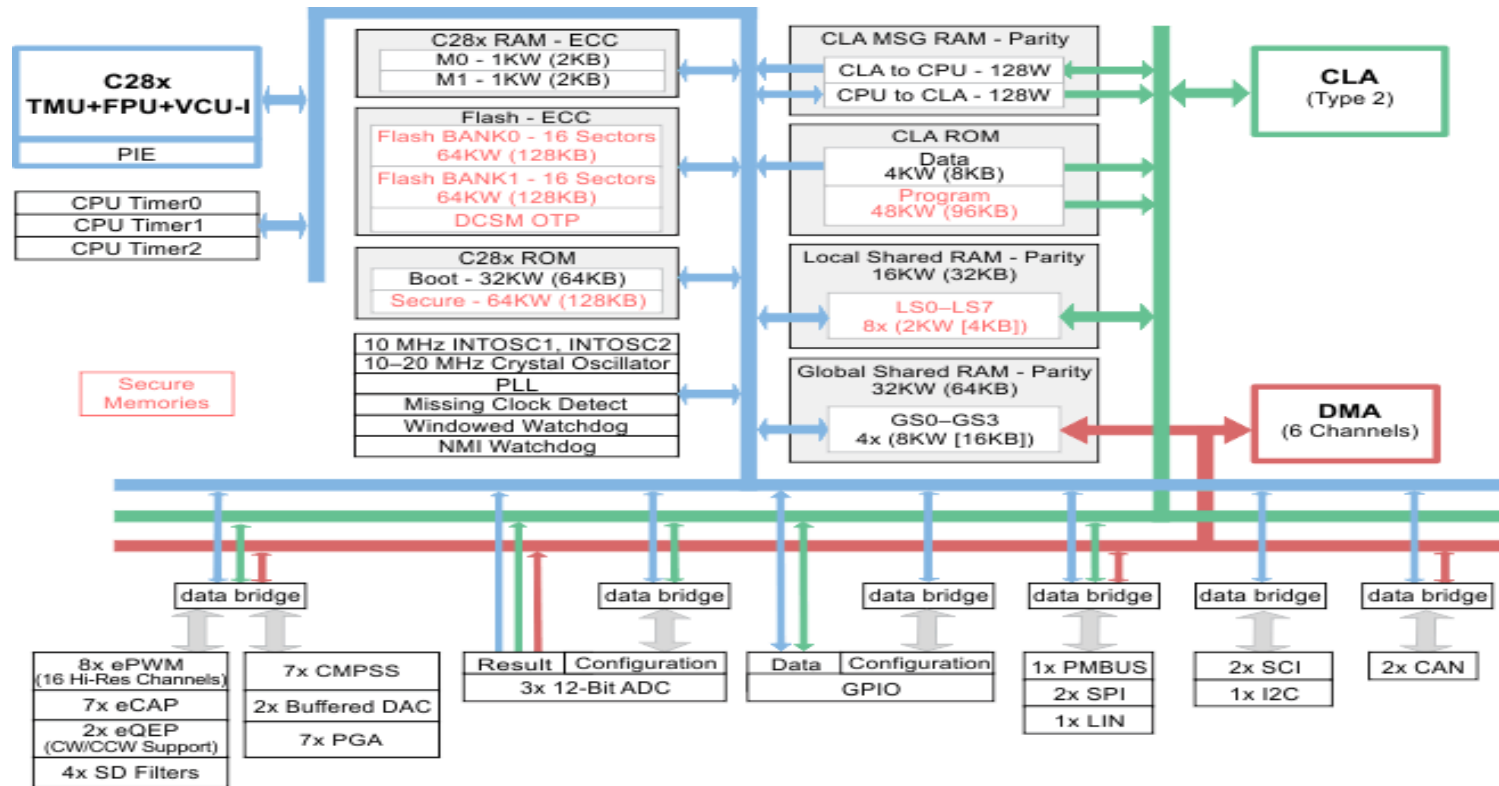 C28x
TMU+FPU+VCU-I
PIE
CPU Timer0
CPU Timer1
CPU Timer2
Secure
Memories
C28x RAM - ECC
M0 - 1KW (2KB)
M1 - 1KW (2KB)
Flash - ECC
Flash BANK0 - 16 Sectors
64KW (128KB)
Flash BANK1 - 16 Sectors
64KW (128KB)
DCSM OTP
C28x ROM
Boot - 32KW (64KB)
Secure - 64KW (128KB)
10 MHz INTOSC1, INTOSC2
10–20 MHz Crystal Oscillator
PLL
Missing Clock Detect
Windowed Watchdog
NMI Watchdog
CLA MSG RAM - Parity
CLA to CPU - 128W
CPU to CLA - 128W
CLA ROM
Data
4KW (8KB)
Program
48KW (96KB)
Local Shared RAM - Parity
16KW (32KB)
LS0–LS7
8x (2KW [4KB])
Global Shared RAM - Parity
32KW (64KB)
GS0–GS3
4x (8KW [16KB])
CLA
(Type 2)
DMA
(6 Channels)
data bridge
data bridge
data bridge
data bridge
data bridge
data bridge
8x ePWM
(16 Hi-Res Channels)
7x eCAP
2x eQEP
(CW/CCW Support)
4x SD Filters
7x CMPSS
2x Buffered DAC
7x PGA
Result
Configuration
3x 12-Bit ADC
Data
Configuration
GPIO
1x PMBUS
2x SPI
1x LIN
2x SCI
1x I2C
2x CAN